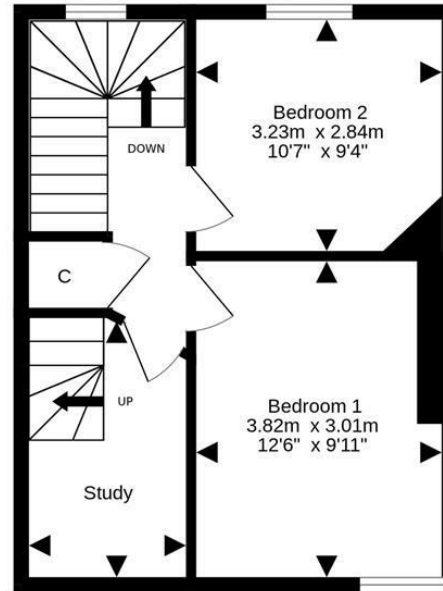 Bedroom 2
3.23m x 2.84m
10'7" x 9'4"
DOWN
C
UP
Bedroom 1
3.82m x 3.01m
12'6" x 9'11"
Study